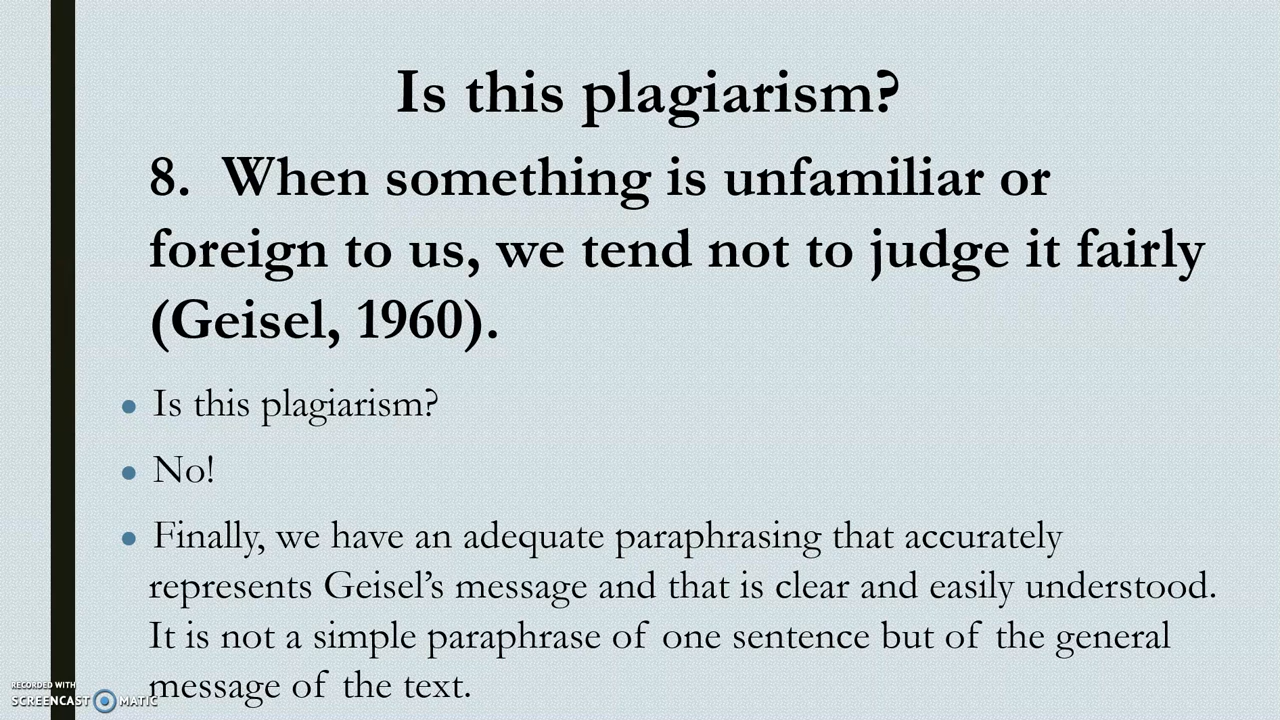 Is this plagiarism?
8. When something is unfamiliar or
foreign to us, we tend not to judge it fairly
(Geisel, 1960).
● Is this plagiarism?
● No!
● Finally, we have an adequate paraphrasing that accurately
represents Geisel’s message and that is clear and easily understood.
It is not a simple paraphrase of one sentence but of the general
message of the text.
RECORDED WITH
SCREENCAST MATIC